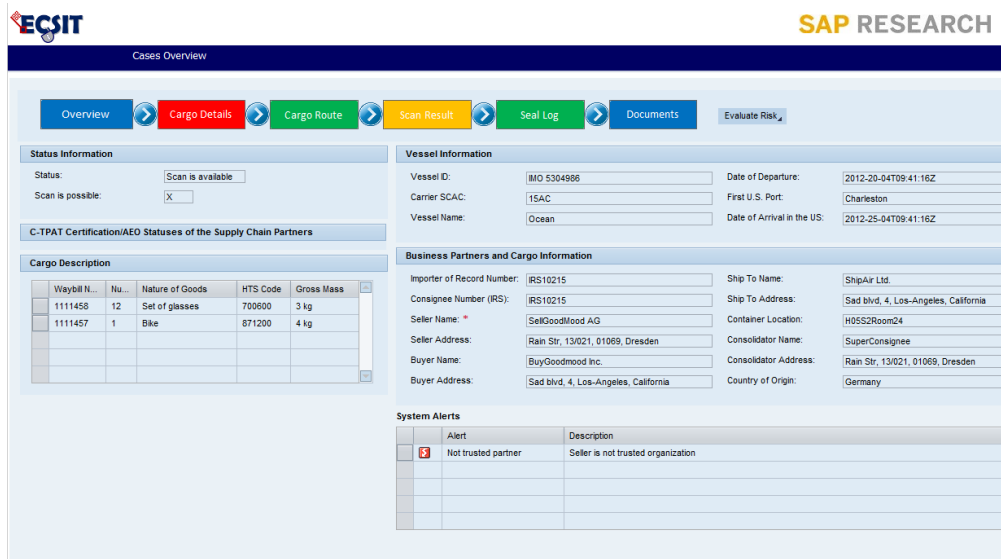 ECSIT
SAP RESEARCH
Cases Overview
Overview
Cargo Details
Cargo Route
Scan Result
Seal Log
Documents
Evaluate Risk
Status Information
Status: Scan is available
Scan is possible: X
C-TPAT Certification/AEO Statuses of the Supply Chain Partners
Cargo Description
Waybill N... Nu... Nature of Goods HTS Code Gross Mass
1111458 12 Set of glasses 700600 3 kg
1111457 1 Bike 871200 4 kg
Vessel Information
Vessel ID: IMO 5304986 Date of Departure: 2012-20-04T09:41:16Z
Carrier SCAC: 15AC First U.S. Port: Charleston
Vessel Name: Ocean Date of Arrival in the US: 2012-25-04T09:41:16Z
Business Partners and Cargo Information
Importer of Record Number: IRS10215 Ship To Name: ShipAir Ltd.
Consignee Number (IRS): IRS10215 Ship To Address: Sad blvd, 4, Los-Angeles, California
Seller Name: * SellGoodMood AG Container Location: H05S2Room24
Seller Address: Rain Str, 13/021, 01069, Dresden Consolidator Name: SuperConsignee
Buyer Name: BuyGoodmood Inc. Consolidator Address: Rain Str, 13/021, 01069, Dresden
Buyer Address: Sad blvd, 4, Los-Angeles, California Country of Origin: Germany
System Alerts
Alert Description
Not trusted partner Seller is not trusted organization